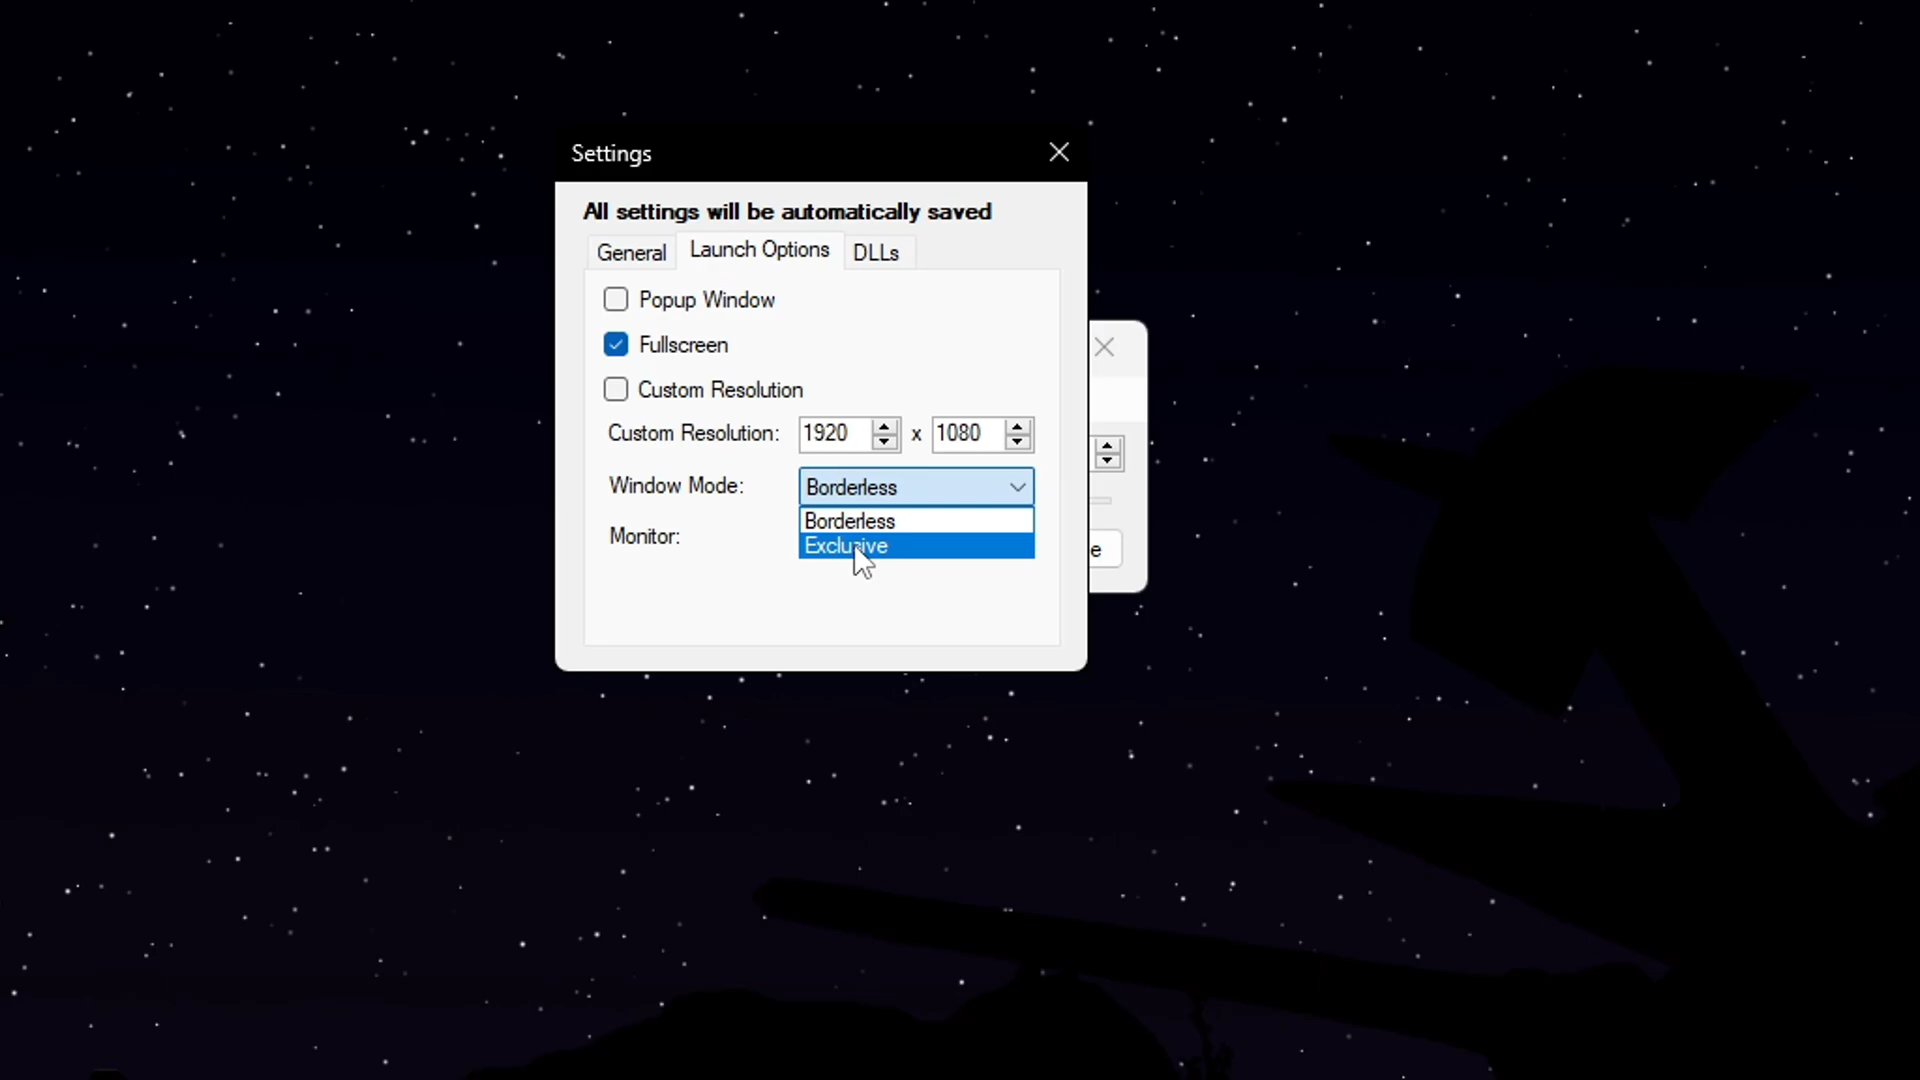 Settings
All settings will be automatically saved
General Launch Options DLLs
Popup Window
Fullscreen
Custom Resolution
Custom Resolution: 1920 x 1080
Window Mode: Borderless
Borderless
Exclusive
Monitor:
e